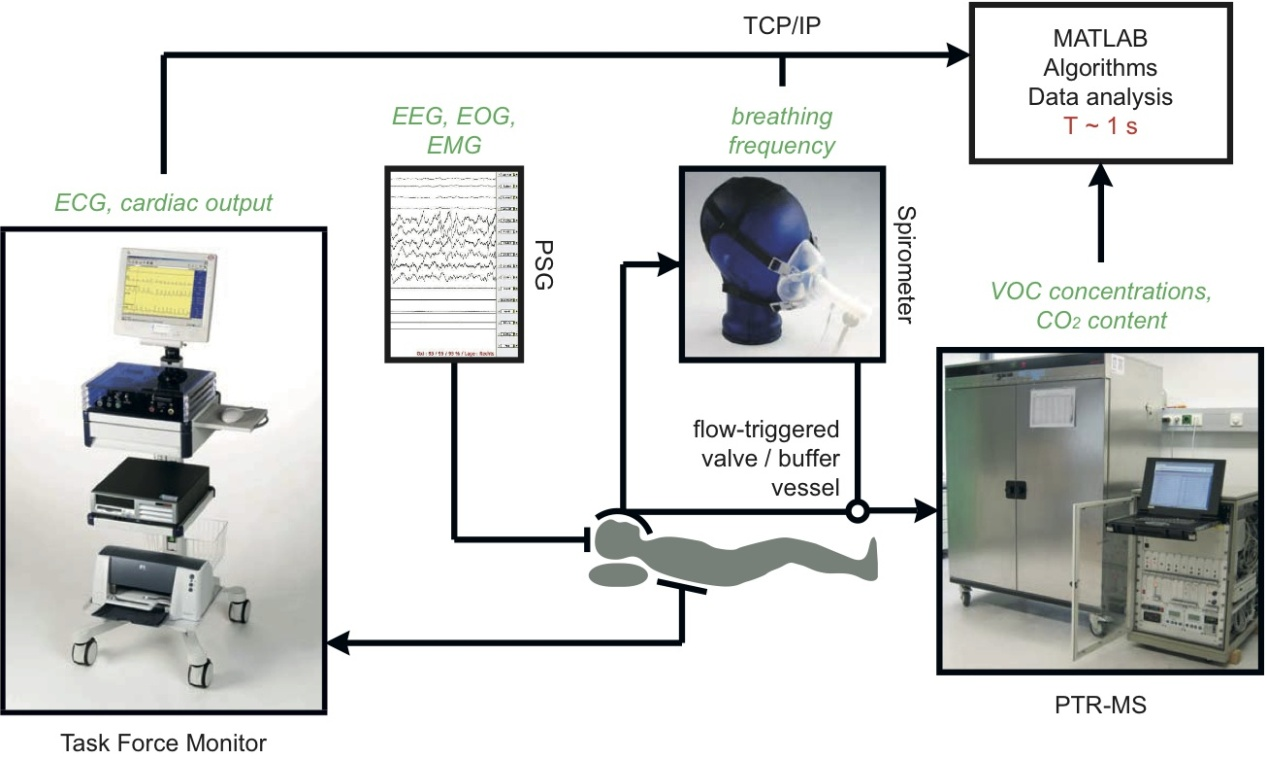 TCP/IP
MATLAB
Algorithms
Data analysis
T ~ 1 s
EEG, EOG,
EMG
breathing
frequency
ECG, cardiac output
PSG
Spirometer
VOC concentrations,
CO2 content
flow-triggered
valve / buffer
vessel
PTR-MS
Task Force Monitor